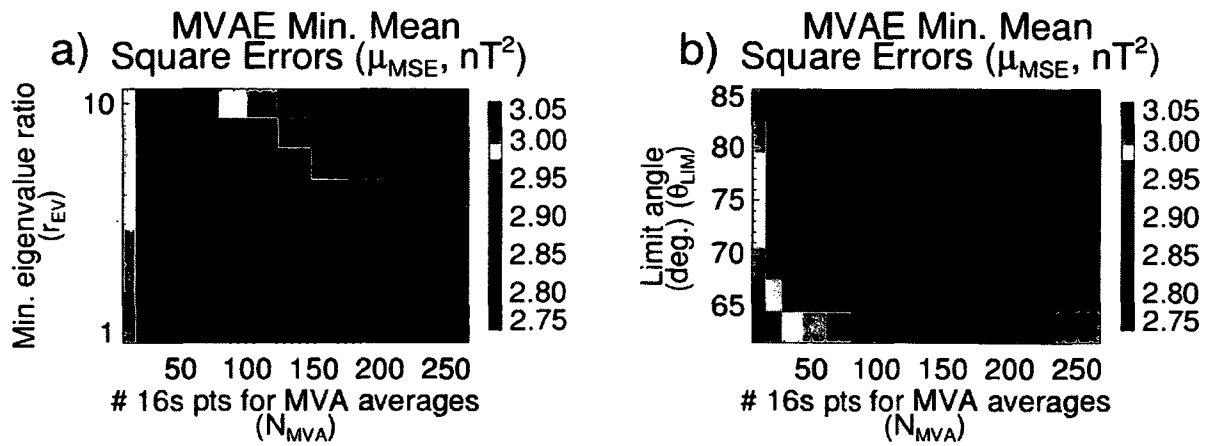 a) MVAE Min. Mean
Square Errors (μMSE, nT²)
Min. eigenvalue ratio
(rEV)
10
1
50 100 150 200 250
# 16s pts for MVA averages
(NMVA)
3.05
3.00
2.95
2.90
2.85
2.80
2.75
b) MVAE Min. Mean
Square Errors (μMSE, nT²)
Limit angle
(deg.) (θLIM)
85
80
75
70
65
50 100 150 200 250
# 16s pts for MVA averages
(NMVA)
3.05
3.00
2.95
2.90
2.85
2.80
2.75